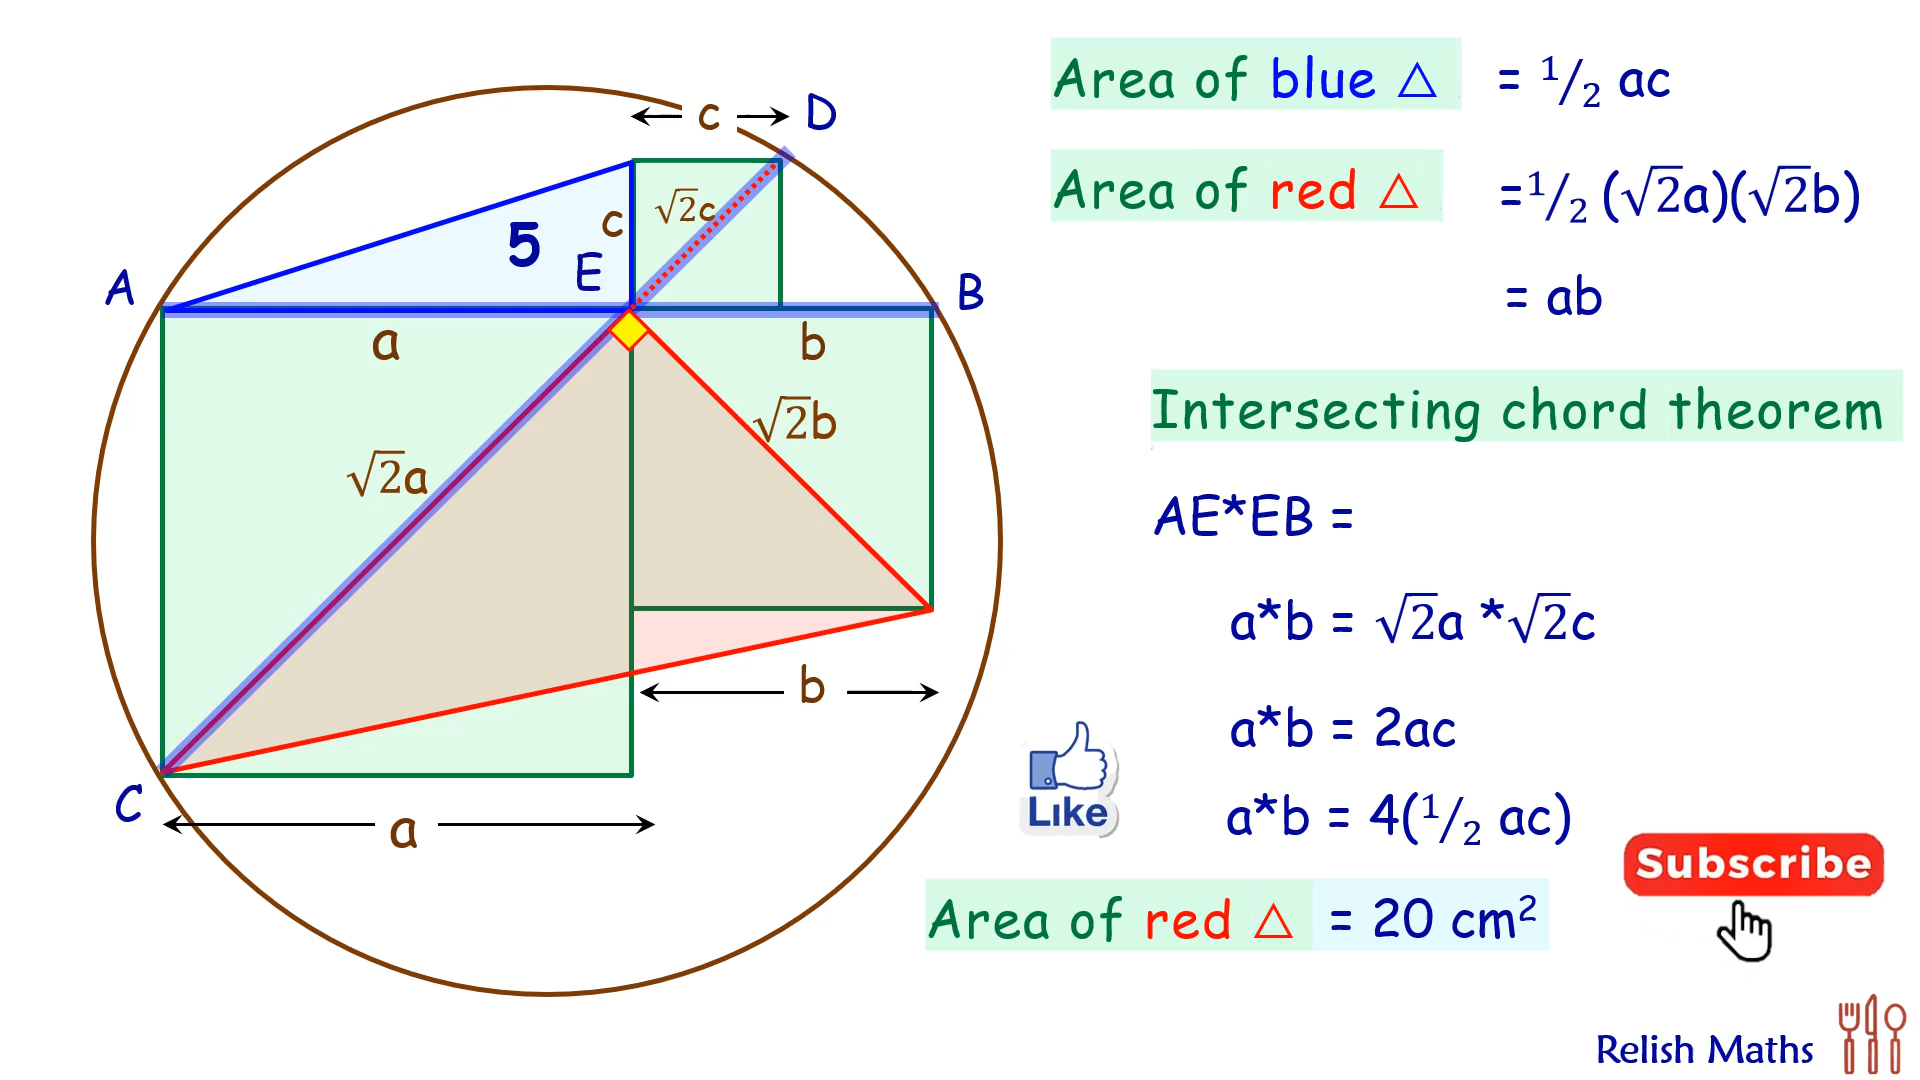 Area of blue △ = ¹/₂ ac
Area of red △ =¹/₂ (√2a)(√2b)
= ab
Intersecting chord theorem
AE*EB =
a*b = √2a *√2c
a*b = 2ac
a*b = 4(¹/₂ ac)
Area of red △ = 20 cm²
c
D
√2c
c
5
E
A
B
a
b
√2b
√2a
b
C
a
Like
Subscribe
Relish Maths